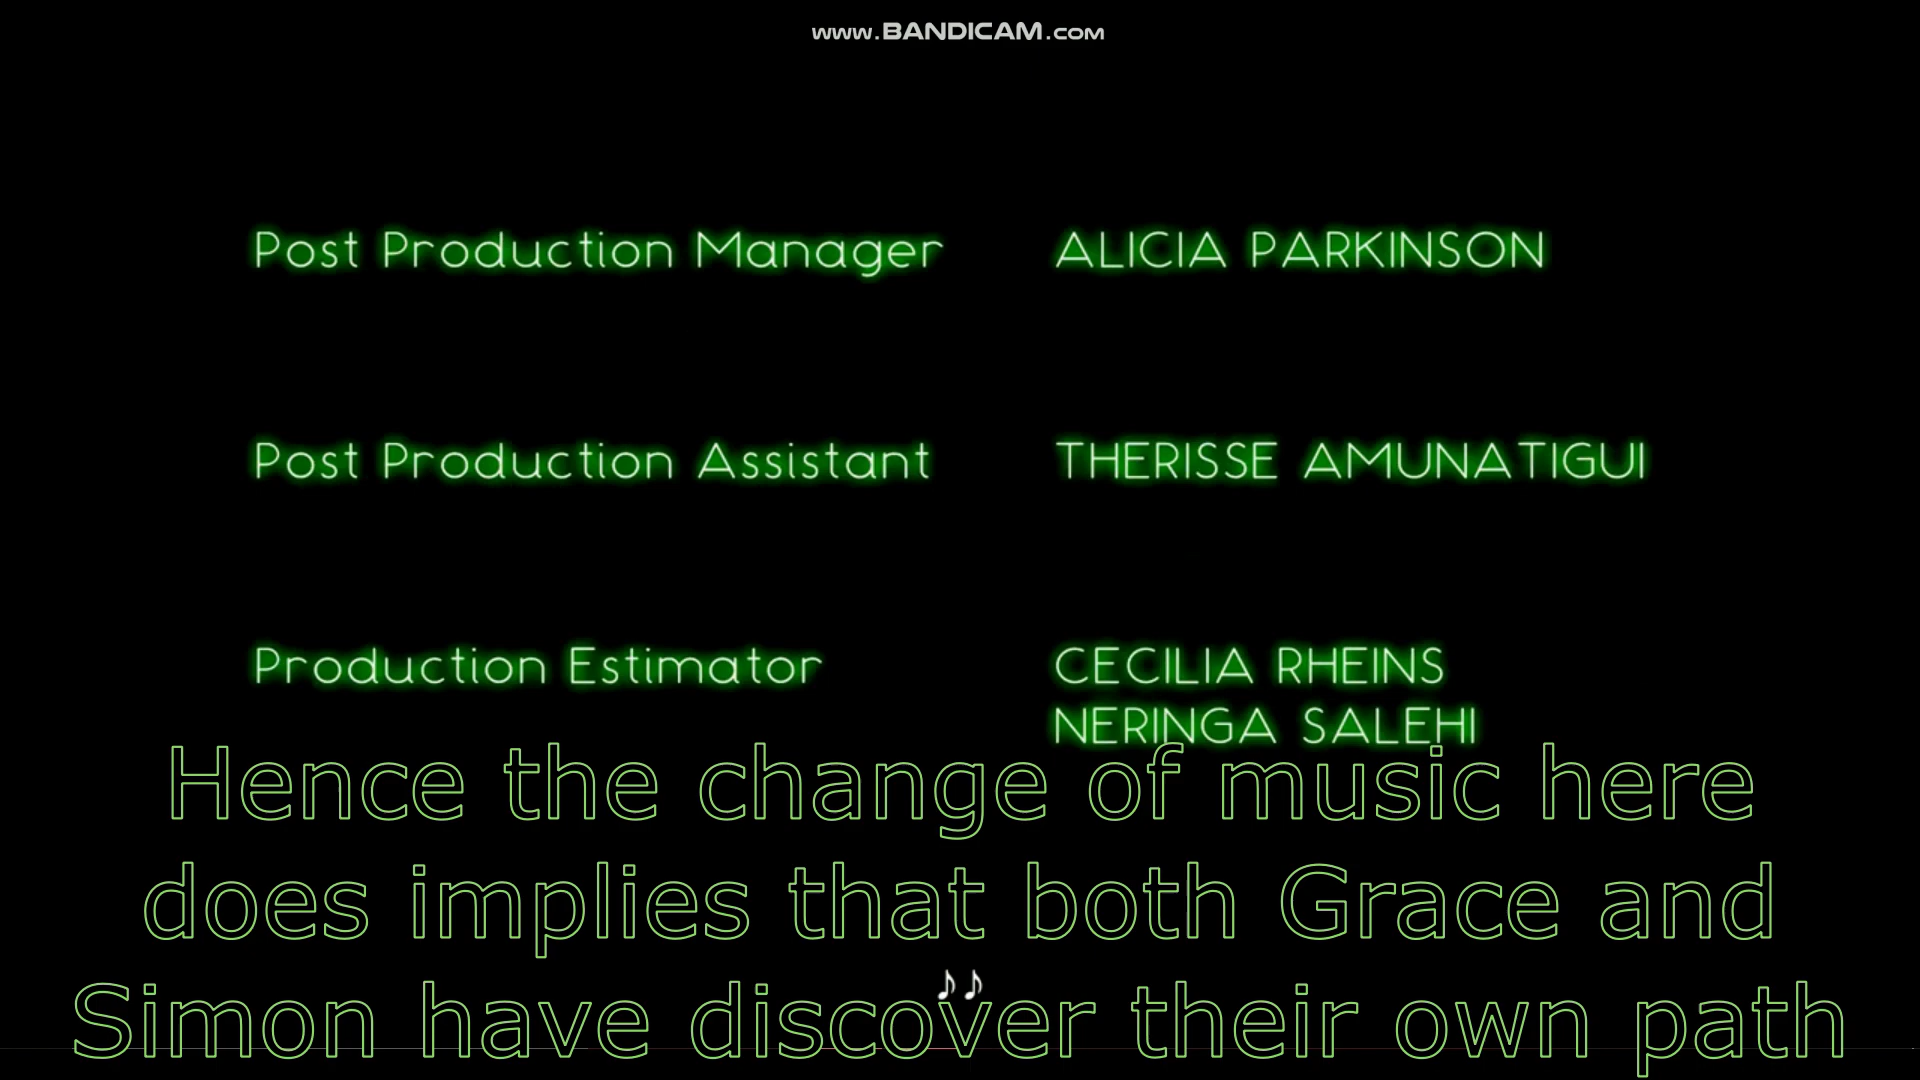 www.BANDICAM.com
Post Production Manager ALICIA PARKINSON
Post Production Assistant THERISSE AMUNATIGUI
Production Estimator CECILIA RHEINS
NERINGA SALEHI
Hence the change of music here
does implies that both Grace and
♪♪
Simon have discover their own path